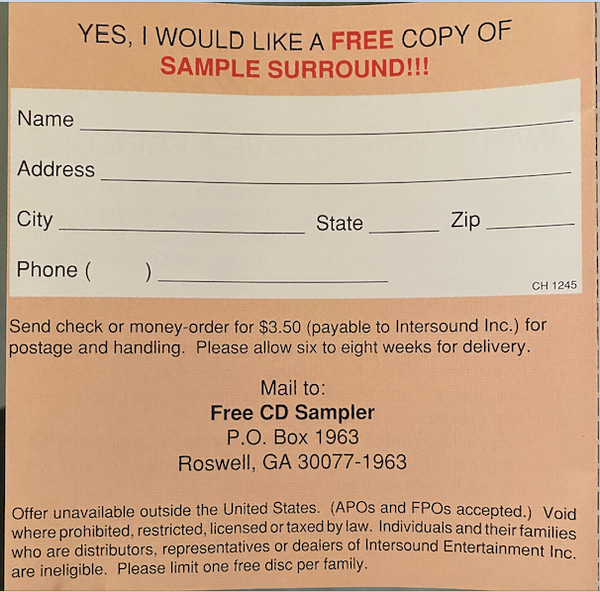 YES, I WOULD LIKE A FREE COPY OF
SAMPLE SURROUND!!!
Name
Address
City State Zip
Phone ( )
CH 1245
Send check or money-order for $3.50 (payable to Intersound Inc.) for
postage and handling. Please allow six to eight weeks for delivery.
Mail to:
Free CD Sampler
P.O. Box 1963
Roswell, GA 30077-1963
Offer unavailable outside the United States. (APOs and FPOs accepted.) Void
where prohibited, restricted, licensed or taxed by law. Individuals and their families
who are distributors, representatives or dealers of Intersound Entertainment Inc.
are ineligible. Please limit one free disc per family.